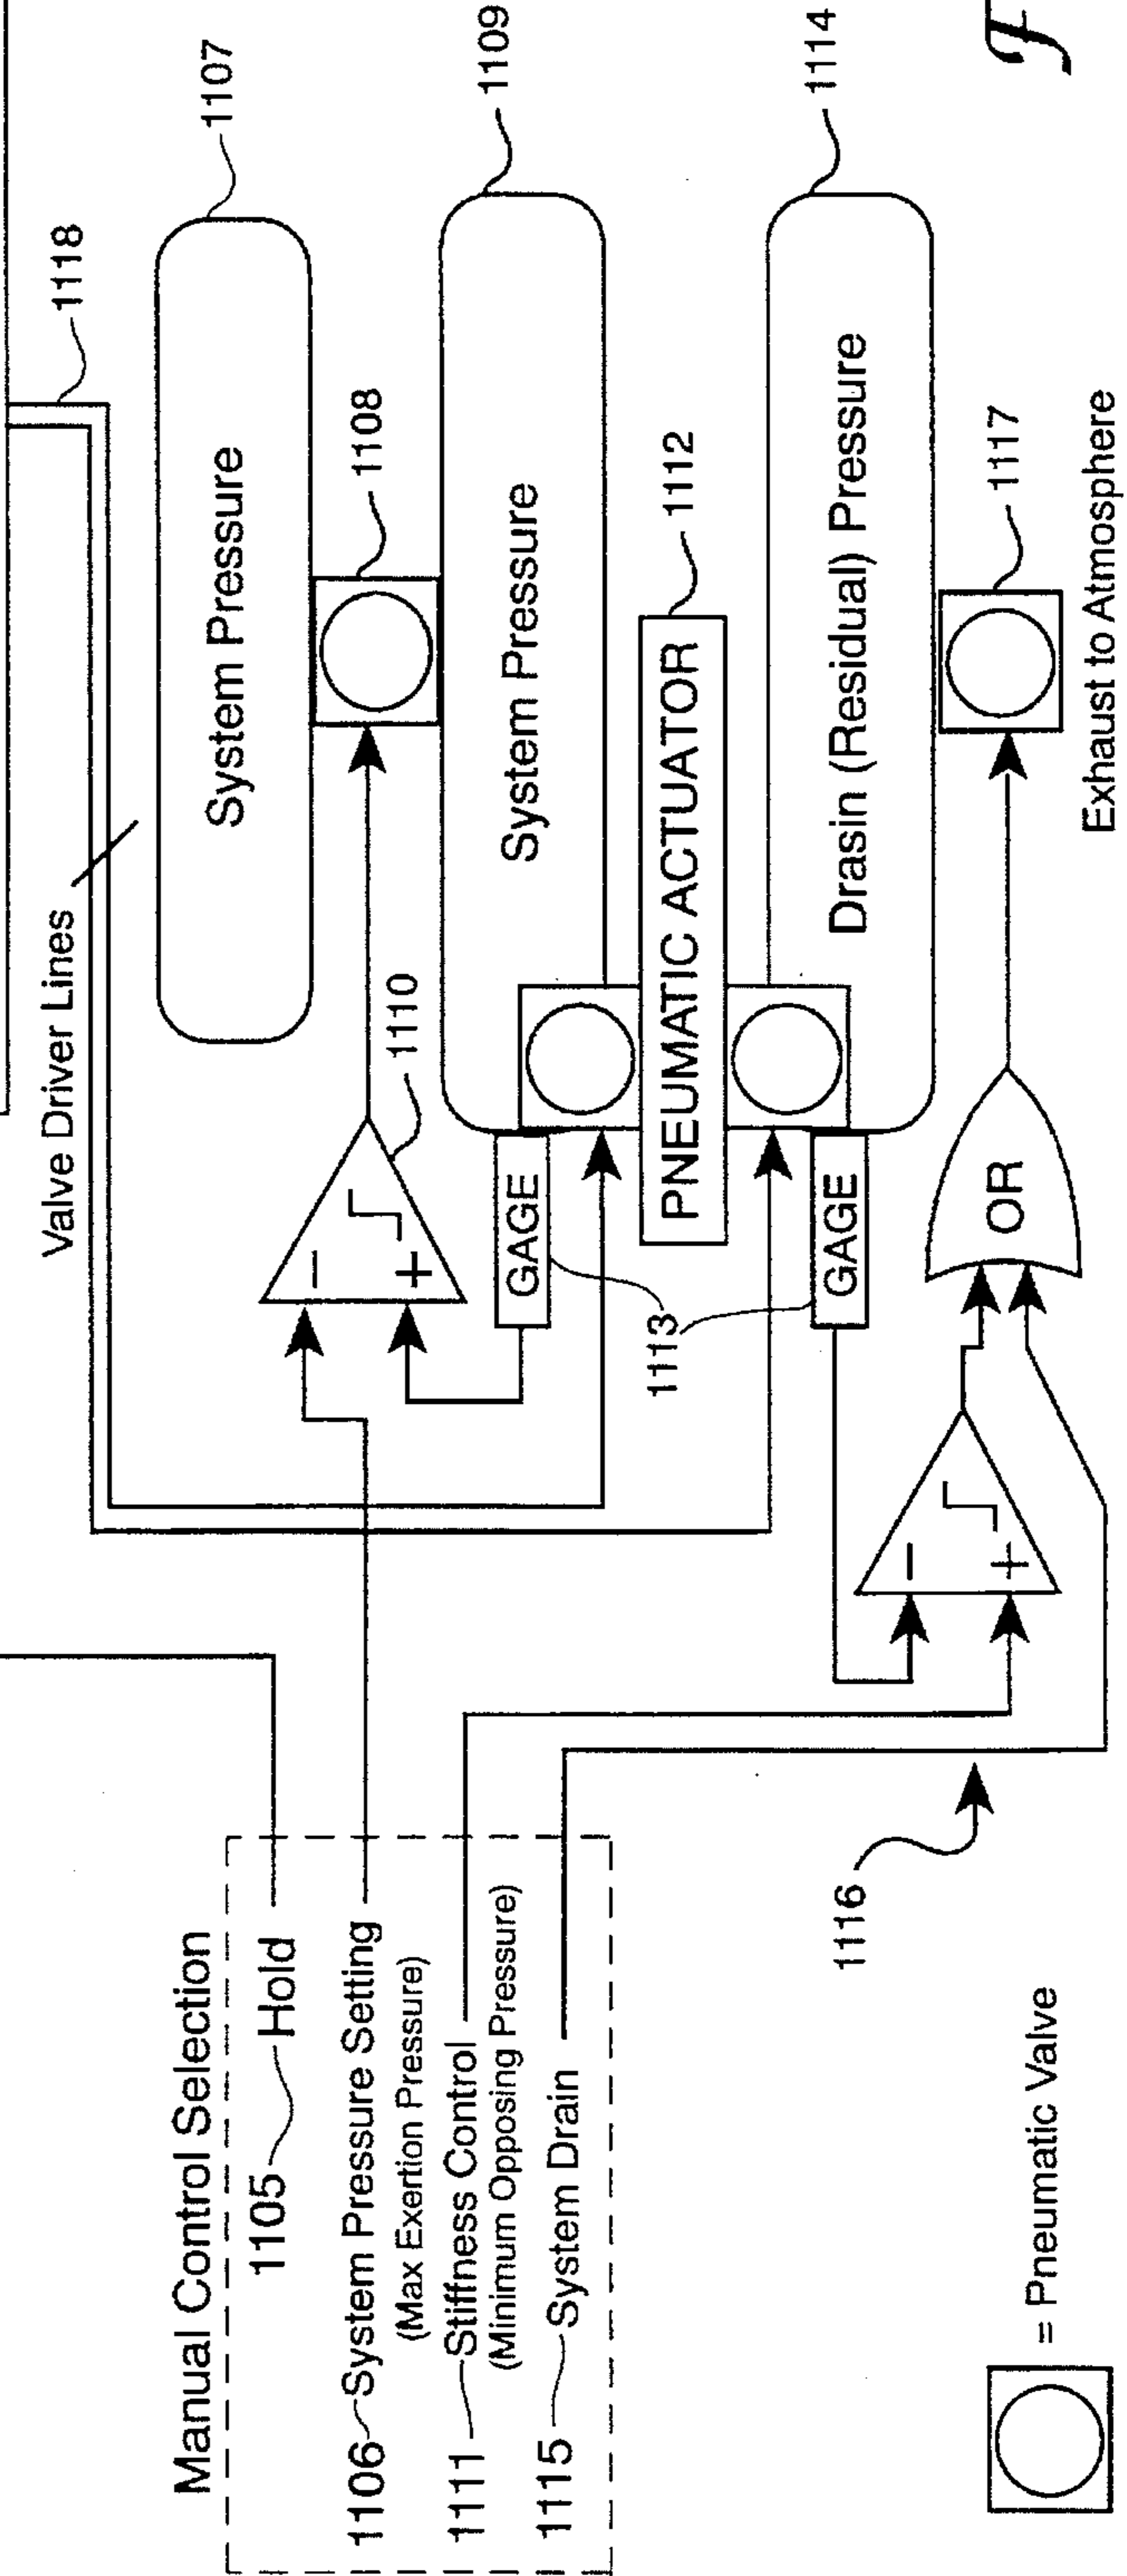 Manual Control Selection
1105 Hold
1106 System Pressure Setting
(Max Exertion Pressure)
1111 Stiffness Control
(Minimum Opposing Pressure)
1115 System Drain
= Pneumatic Valve
1116
Valve Driver Lines
1118
System Pressure
1107
1108
1110
- +
System Pressure
1109
GAGE
1113
PNEUMATIC ACTUATOR
1112
GAGE
Drasin (Residual) Pressure
1114
- +
OR
1117
Exhaust to Atmosphere
F